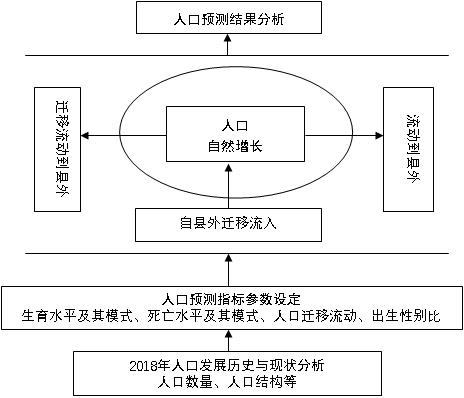 人口预测结果分析
迁移流动到县外
人口
自然增长
流动到县外
自县外迁移流入
人口预测指标参数设定
生育水平及其模式、死亡水平及其模式、人口迁移流动、出生性别比
2018年人口发展历史与现状分析
人口数量、人口结构等